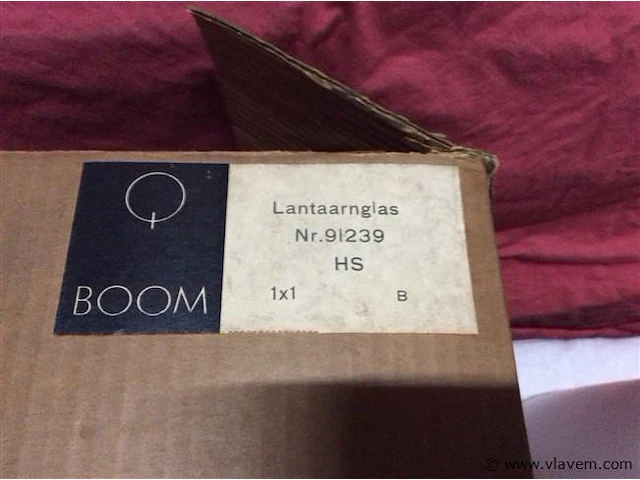 BOOM
Lantaarnglas
Nr.91239
HS
1x1 B
© www.vlavem.com